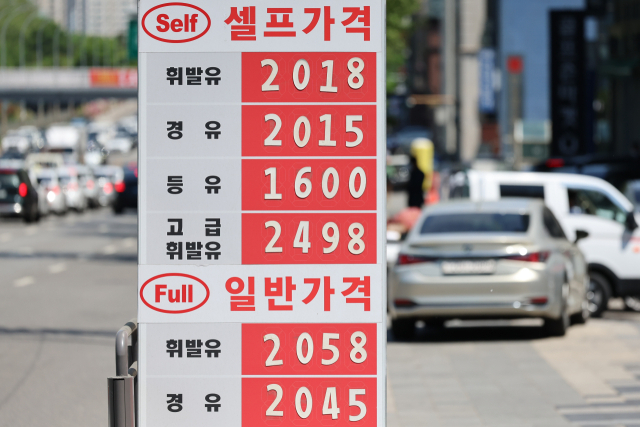 Self 셀프가격
휘발유 2018
경 유 2015
등 유 1600
고 급
휘발유 2498
Full 일반가격
휘발유 2058
경 유 2045